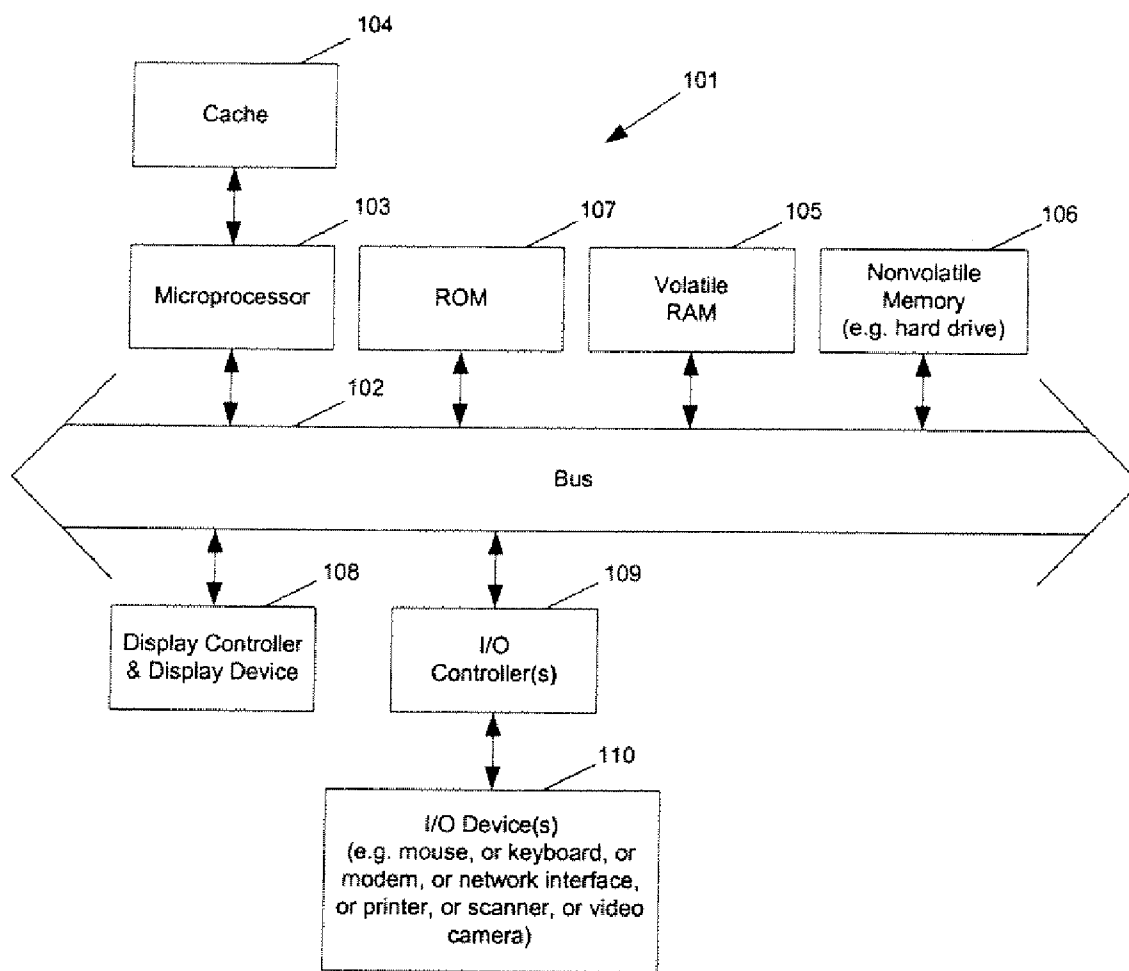 104
Cache
101
103
107
105
106
Microprocessor
ROM
Volatile
RAM
Nonvolatile
Memory
(e.g. hard drive)
102
Bus
108
109
Display Controller
& Display Device
I/O
Controller(s)
110
I/O Device(s)
(e.g. mouse, or keyboard, or
modem, or network interface,
or printer, or scanner, or video
camera)